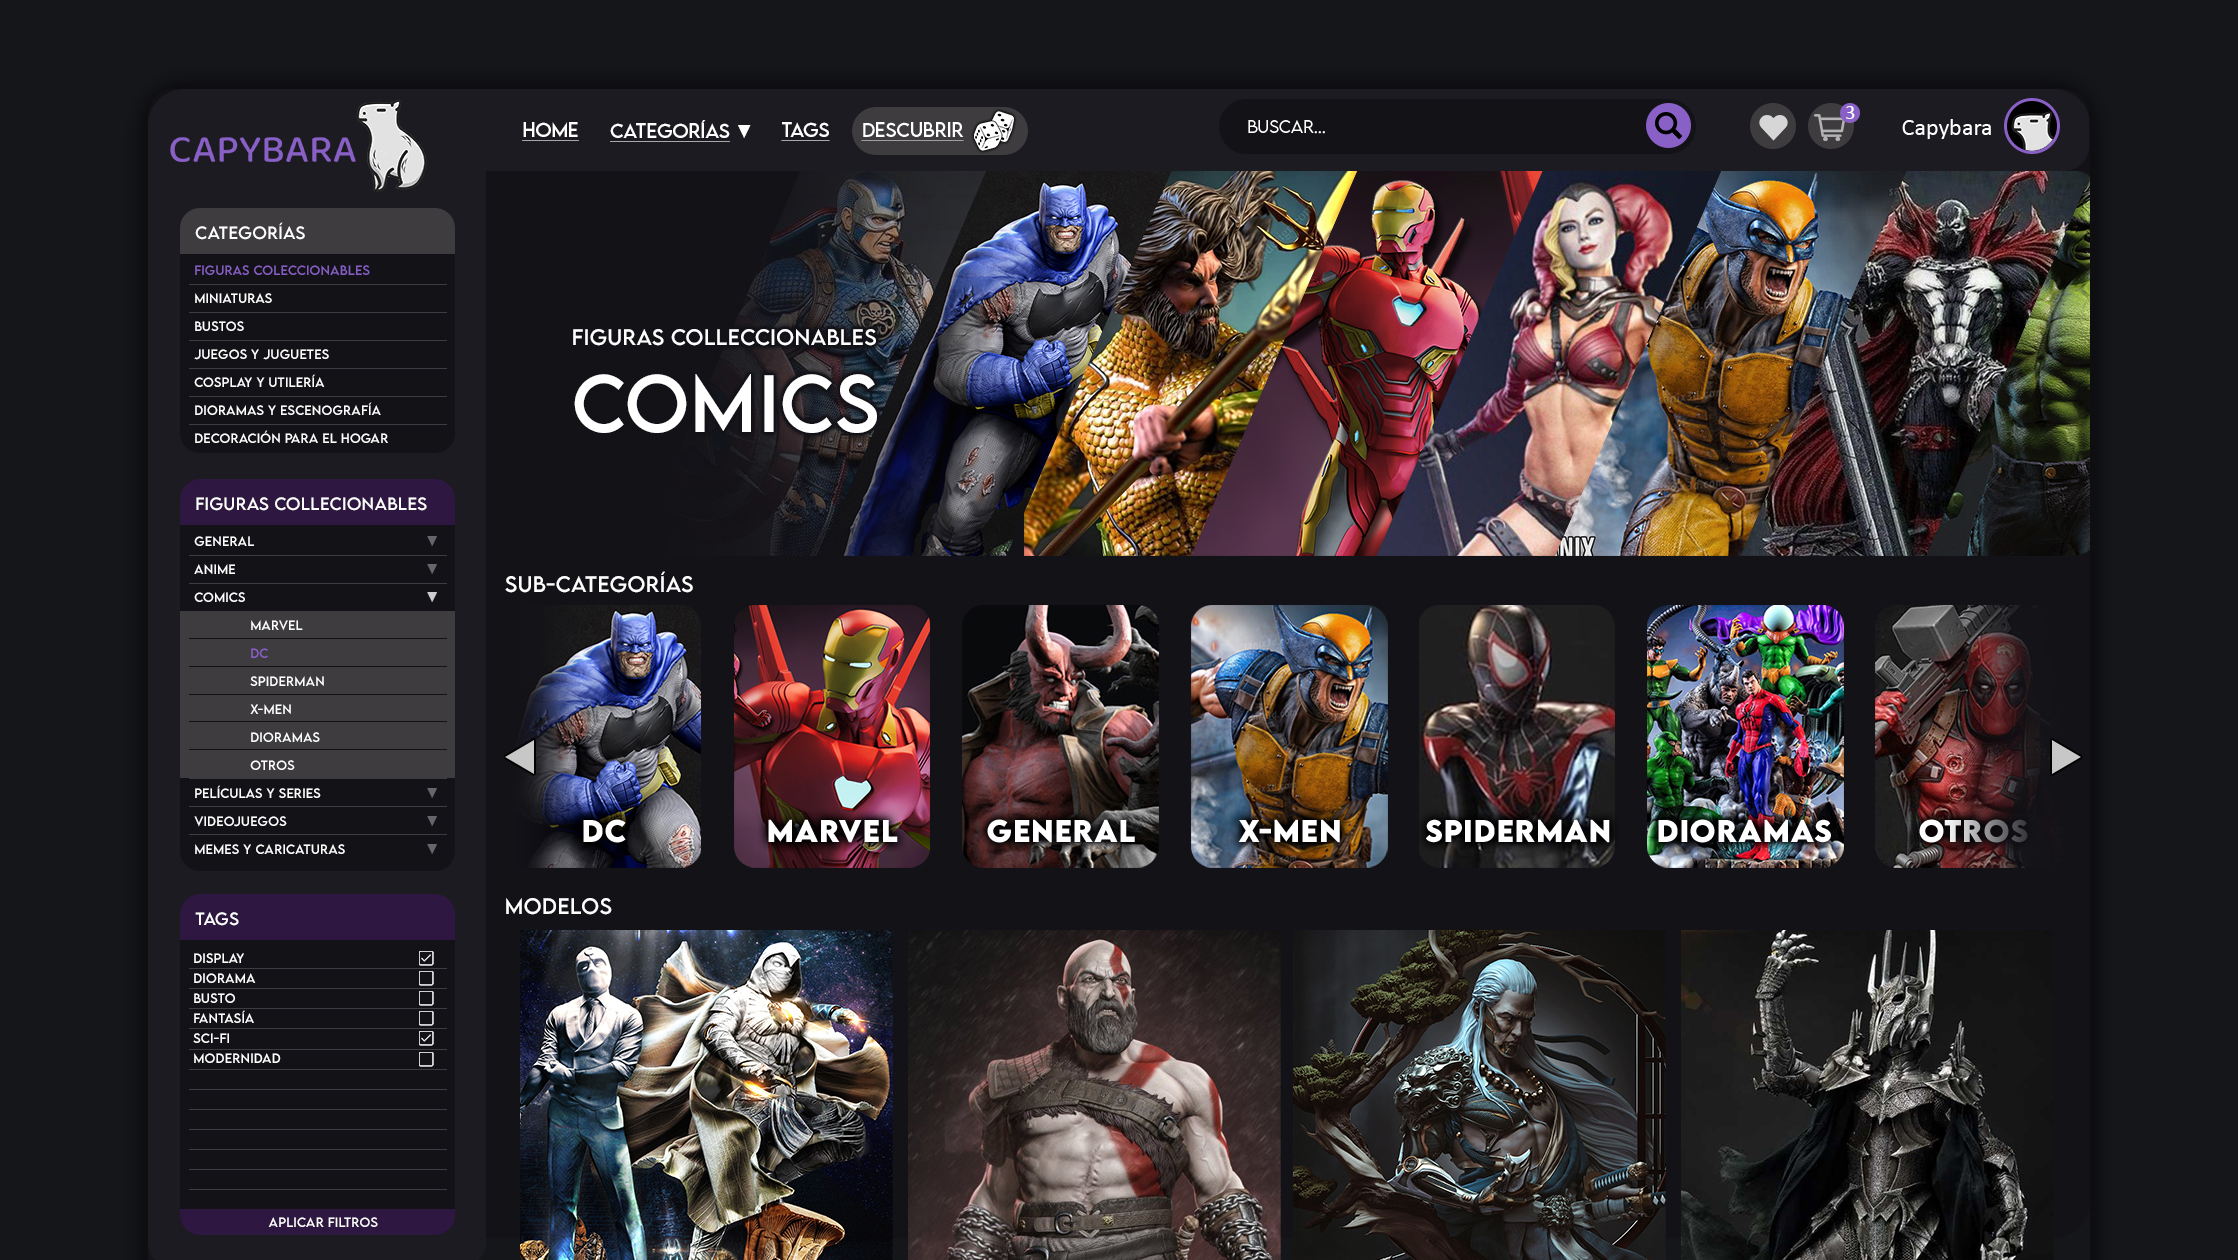 CAPYBARA
HOME
CATEGORÍAS ▼
TAGS
DESCUBRIR
BUSCAR...
3
Capybara
CATEGORÍAS
FIGURAS COLECCIONABLES
MINIATURAS
BUSTOS
JUEGOS Y JUGUETES
COSPLAY Y UTILERÍA
DIORAMAS Y ESCENOGRAFÍA
DECORACIÓN PARA EL HOGAR
FIGURAS COLLECIONABLES
GENERAL ▼
ANIME ▼
COMICS ▼
MARVEL
DC
SPIDERMAN
X-MEN
DIORAMAS
OTROS
PELÍCULAS Y SERIES ▼
VIDEOJUEGOS ▼
MEMES Y CARICATURAS ▼
TAGS
DISPLAY
DIORAMA
BUSTO
FANTASÍA
SCI-FI
MODERNIDAD
APLICAR FILTROS
FIGURAS COLLECCIONABLES
COMICS
NIX
SUB-CATEGORÍAS
DC
MARVEL
GENERAL
X-MEN
SPIDERMAN
DIORAMAS
OTROS
MODELOS